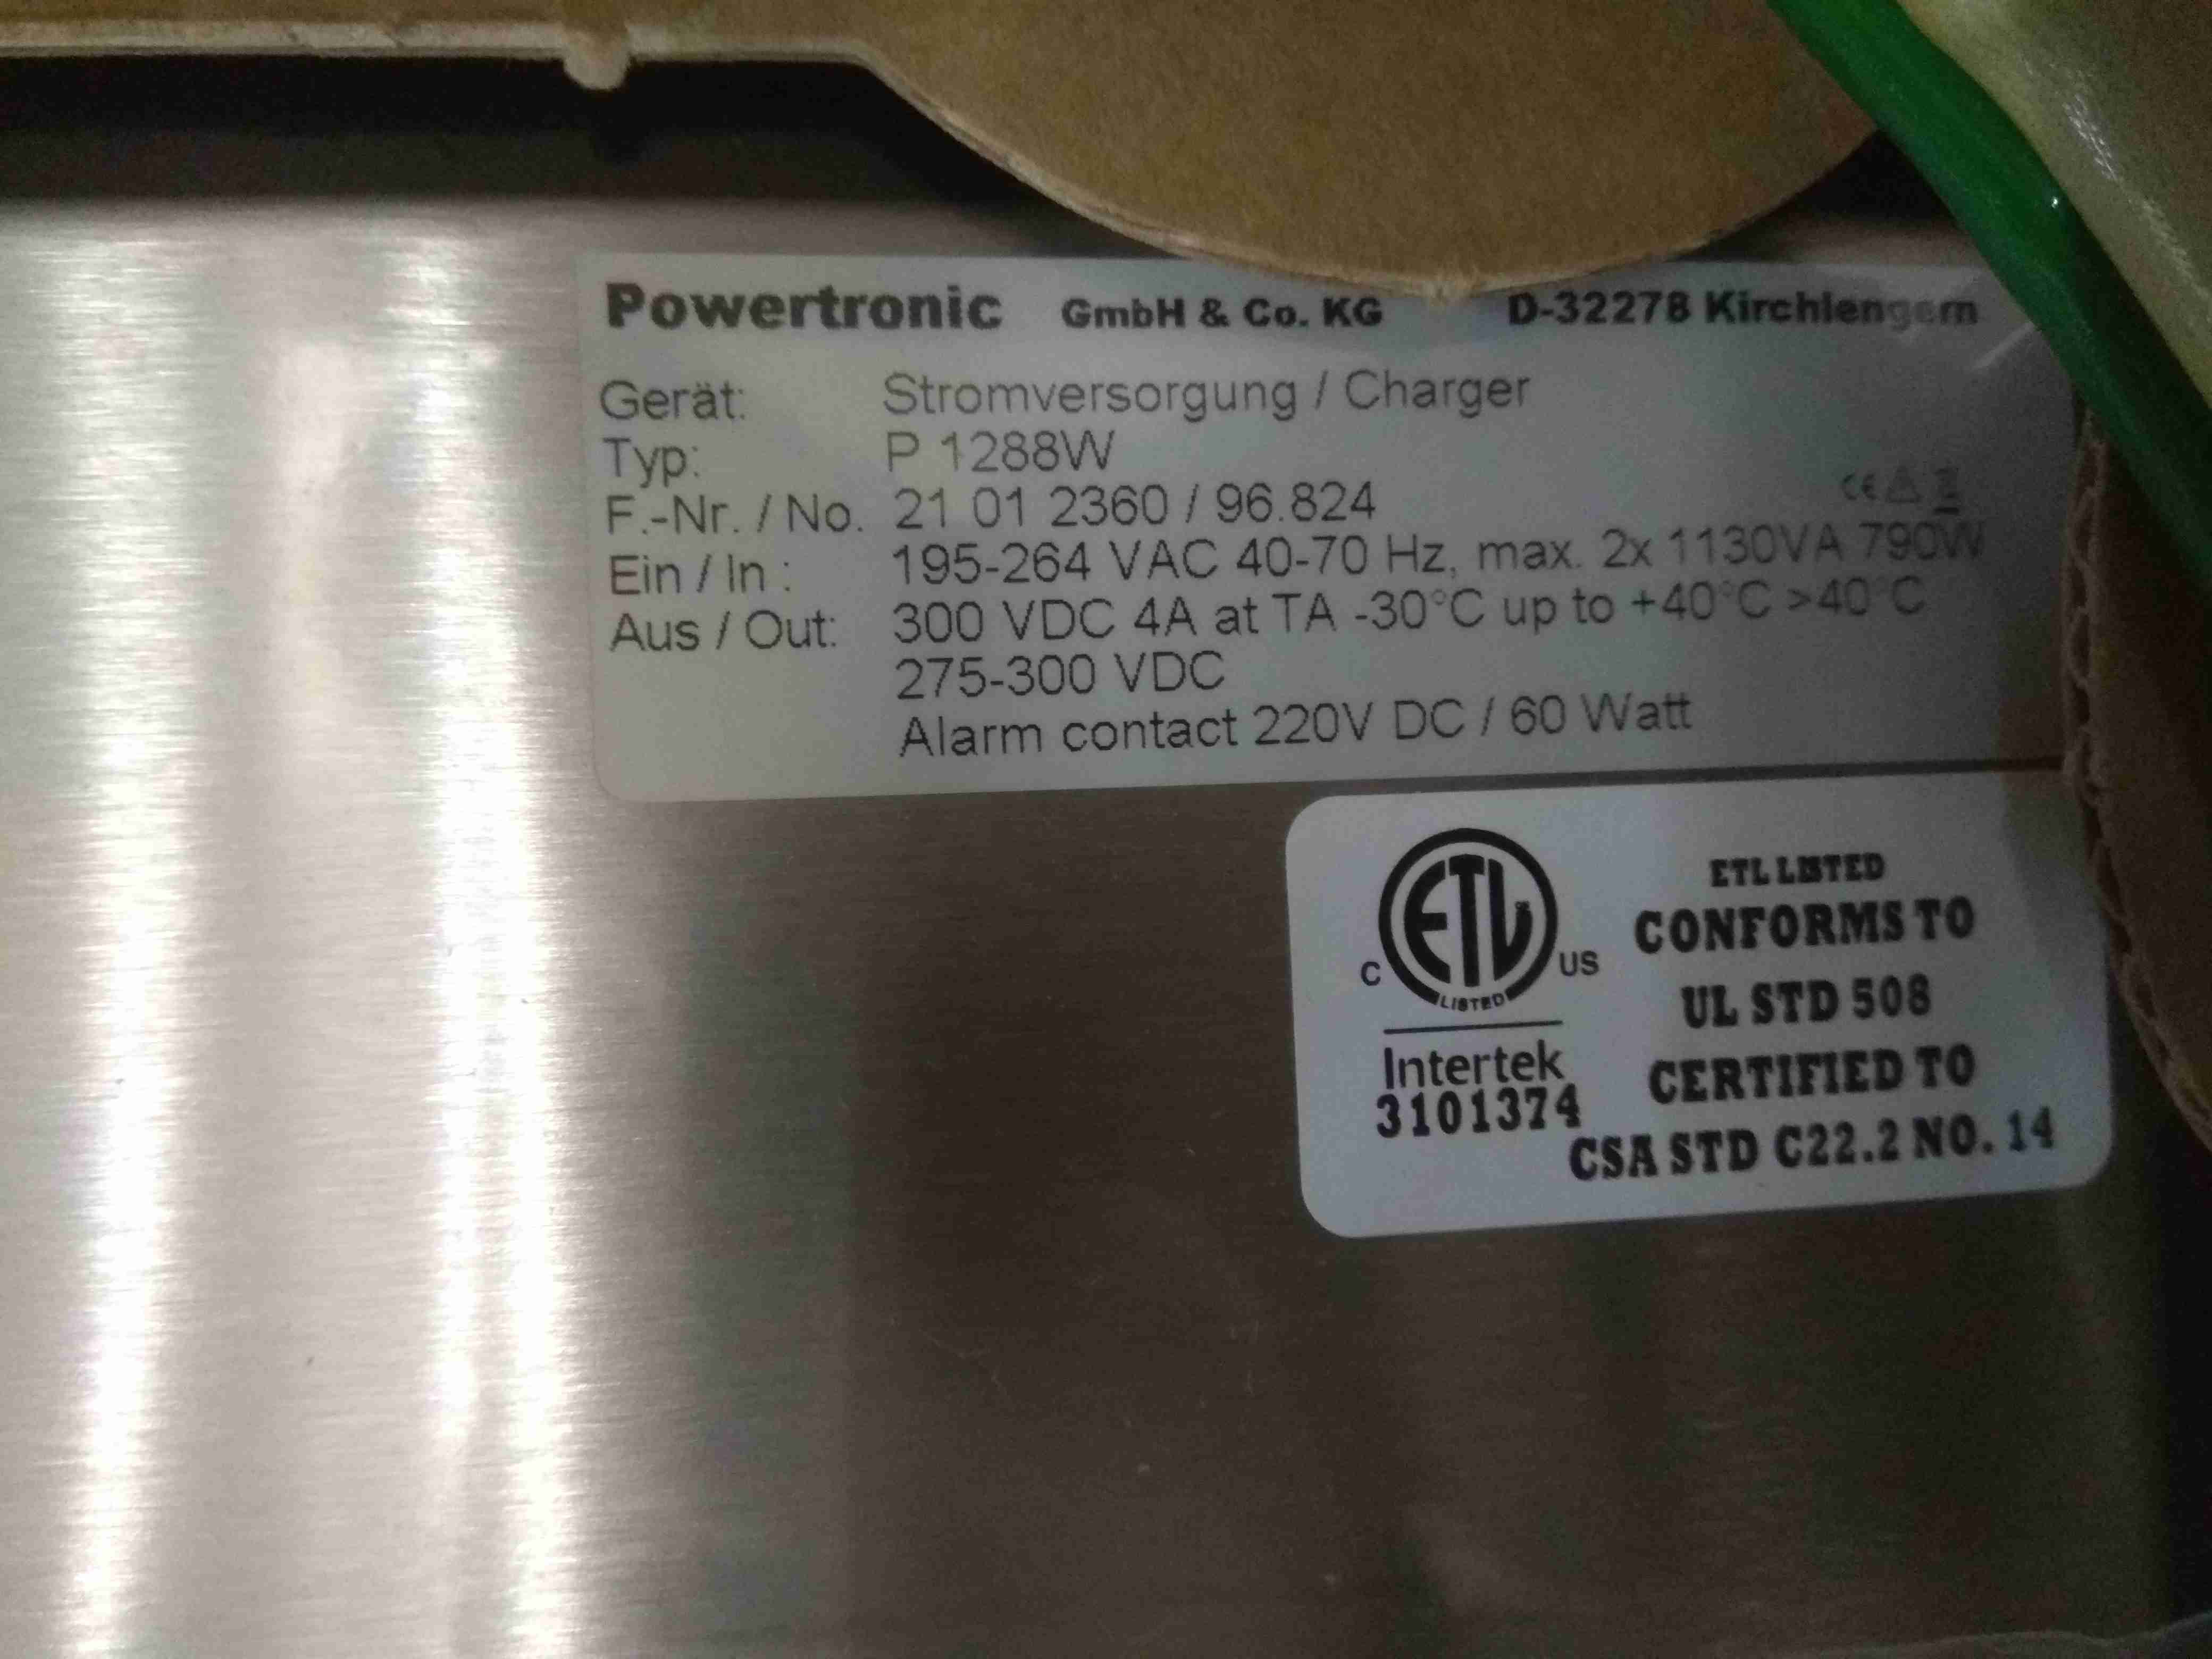 Powertronic GmbH & Co. KG D-32278 Kirchlengern
Gerät: Stromversorgung / Charger
Typ: P 1288W
F.-Nr. / No. 21 01 2360 / 96.824
CE
Ein / In : 195-264 VAC 40-70 Hz, max. 2x 1130VA 790W
Aus / Out: 300 VDC 4A at TA -30°C up to +40°C >40°C
275-300 VDC
Alarm contact 220V DC / 60 Watt
ETL
LISTED
C US
Intertek
3101374
ETL LISTED
CONFORMS TO
UL STD 508
CERTIFIED TO
CSA STD C22.2 NO. 14